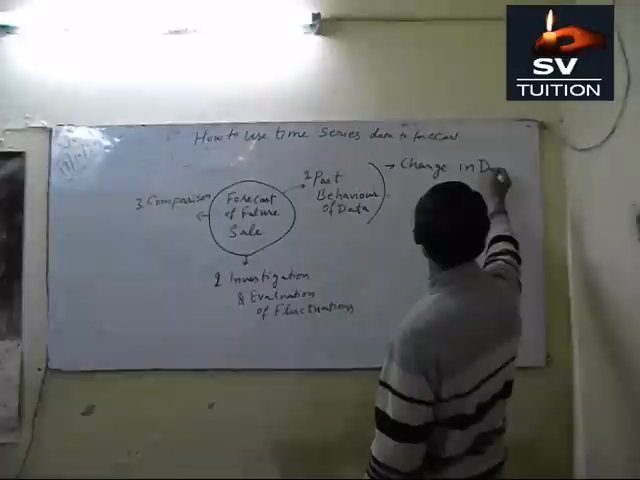 SV
TUITION
How to use time series data to forecast
Forecast
of Future
Sale
1 Past
Behaviour
of Data
→ Change in D
3. Comparison
2 Investigation
& Evaluation
of Fluctuations